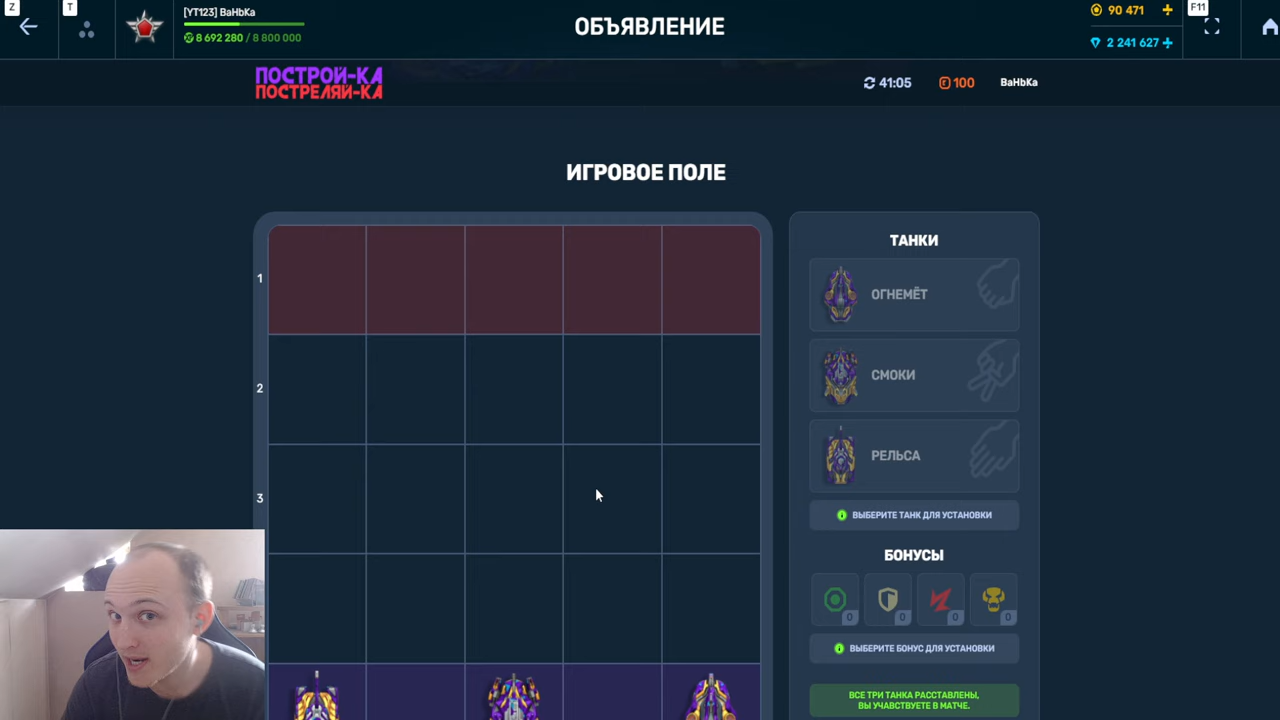 Z
T
[YT123] BaHbKa
8 692 280 / 8 800 000
ОБЪЯВЛЕНИЕ
90 471
2 241 627
F11
ПОСТРОЙ-КА
ПОСТРЕЛЯЙ-КА
41:05
100
BaHbKa
ИГРОВОЕ ПОЛЕ
1
2
3
ТАНКИ
ОГНЕМЁТ
СМОКИ
РЕЛЬСА
ВЫБЕРИТЕ ТАНК ДЛЯ УСТАНОВКИ
БОНУСЫ
0
0
0
0
ВЫБЕРИТЕ БОНУС ДЛЯ УСТАНОВКИ
ВСЕ ТРИ ТАНКА РАССТАВЛЕНЫ,
ВЫ УЧАВСТВУЕТЕ В МАТЧЕ.